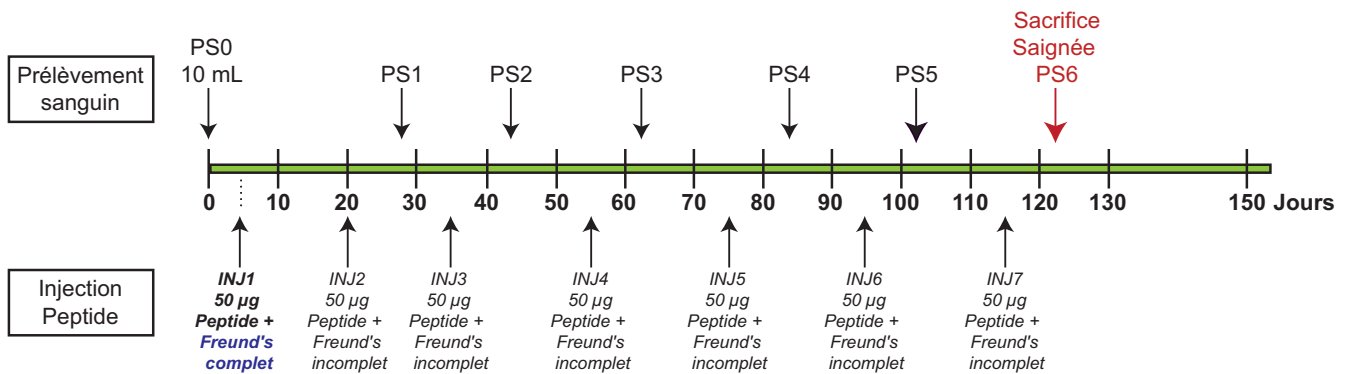 Sacrifice
Saignée
PS6
PS0
10 mL
PS1
PS2
PS3
PS4
PS5
Prélèvement
sanguin
0 10 20 30 40 50 60 70 80 90 100 110 120 130 150 Jours
Injection
Peptide
INJ1
50 µg
Peptide +
Freund's
complet
INJ2
50 µg
Peptide +
Freund's
incomplet
INJ3
50 µg
Peptide +
Freund's
incomplet
INJ4
50 µg
Peptide +
Freund's
incomplet
INJ5
50 µg
Peptide +
Freund's
incomplet
INJ6
50 µg
Peptide +
Freund's
incomplet
INJ7
50 µg
Peptide +
Freund's
incomplet